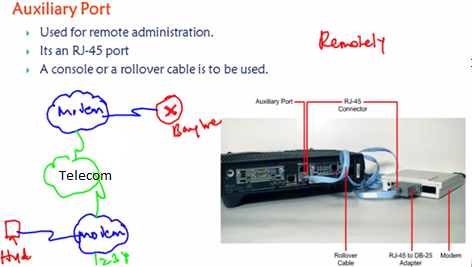 Auxiliary Port
Used for remote administration.
Its an RJ-45 port
A console or a rollover cable is to be used.
Remotely
Modem
Telecom
modem
1234
Hyd
Auxiliary Port
RJ-45
Connector
Rollover
Cable
RJ-45 to DB-25
Adapter
Modem